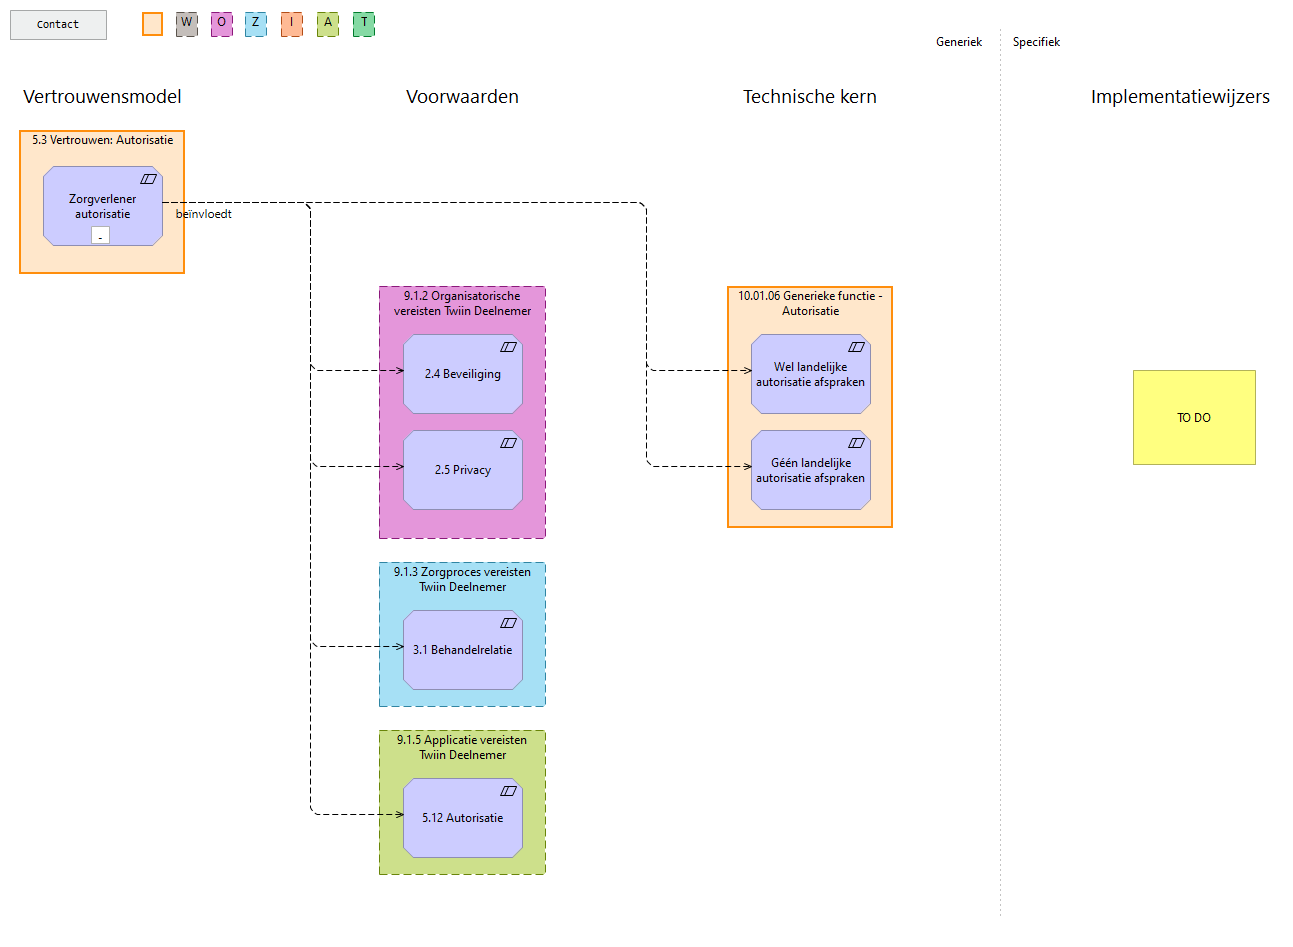 Contact
W O Z I A T
Generiek
Specifiek
Vertrouwensmodel
Voorwaarden
Technische kern
Implementatiewijzers
5.3 Vertrouwen: Autorisatie
Zorgverlener
autorisatie
-
beïnvloedt
9.1.2 Organisatorische
vereisten Twiin Deelnemer
2.4 Beveiliging
2.5 Privacy
9.1.3 Zorgproces vereisten
Twiin Deelnemer
3.1 Behandelrelatie
9.1.5 Applicatie vereisten
Twiin Deelnemer
5.12 Autorisatie
10.01.06 Generieke functie -
Autorisatie
Wel landelijke
autorisatie afspraken
Géén landelijke
autorisatie afspraken
TO DO